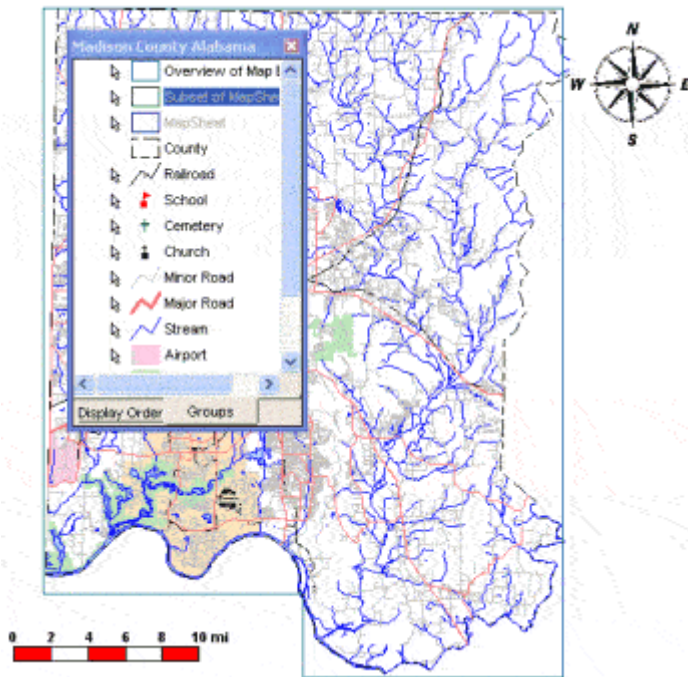 Madison County Alabama
Overview of Map
Subset of MapShe
MapSheet
County
Railroad
School
Cemetery
Church
Minor Road
Major Road
Stream
Airport
Display Order Groups
N
W E
S
0 2 4 6 8 10 mi